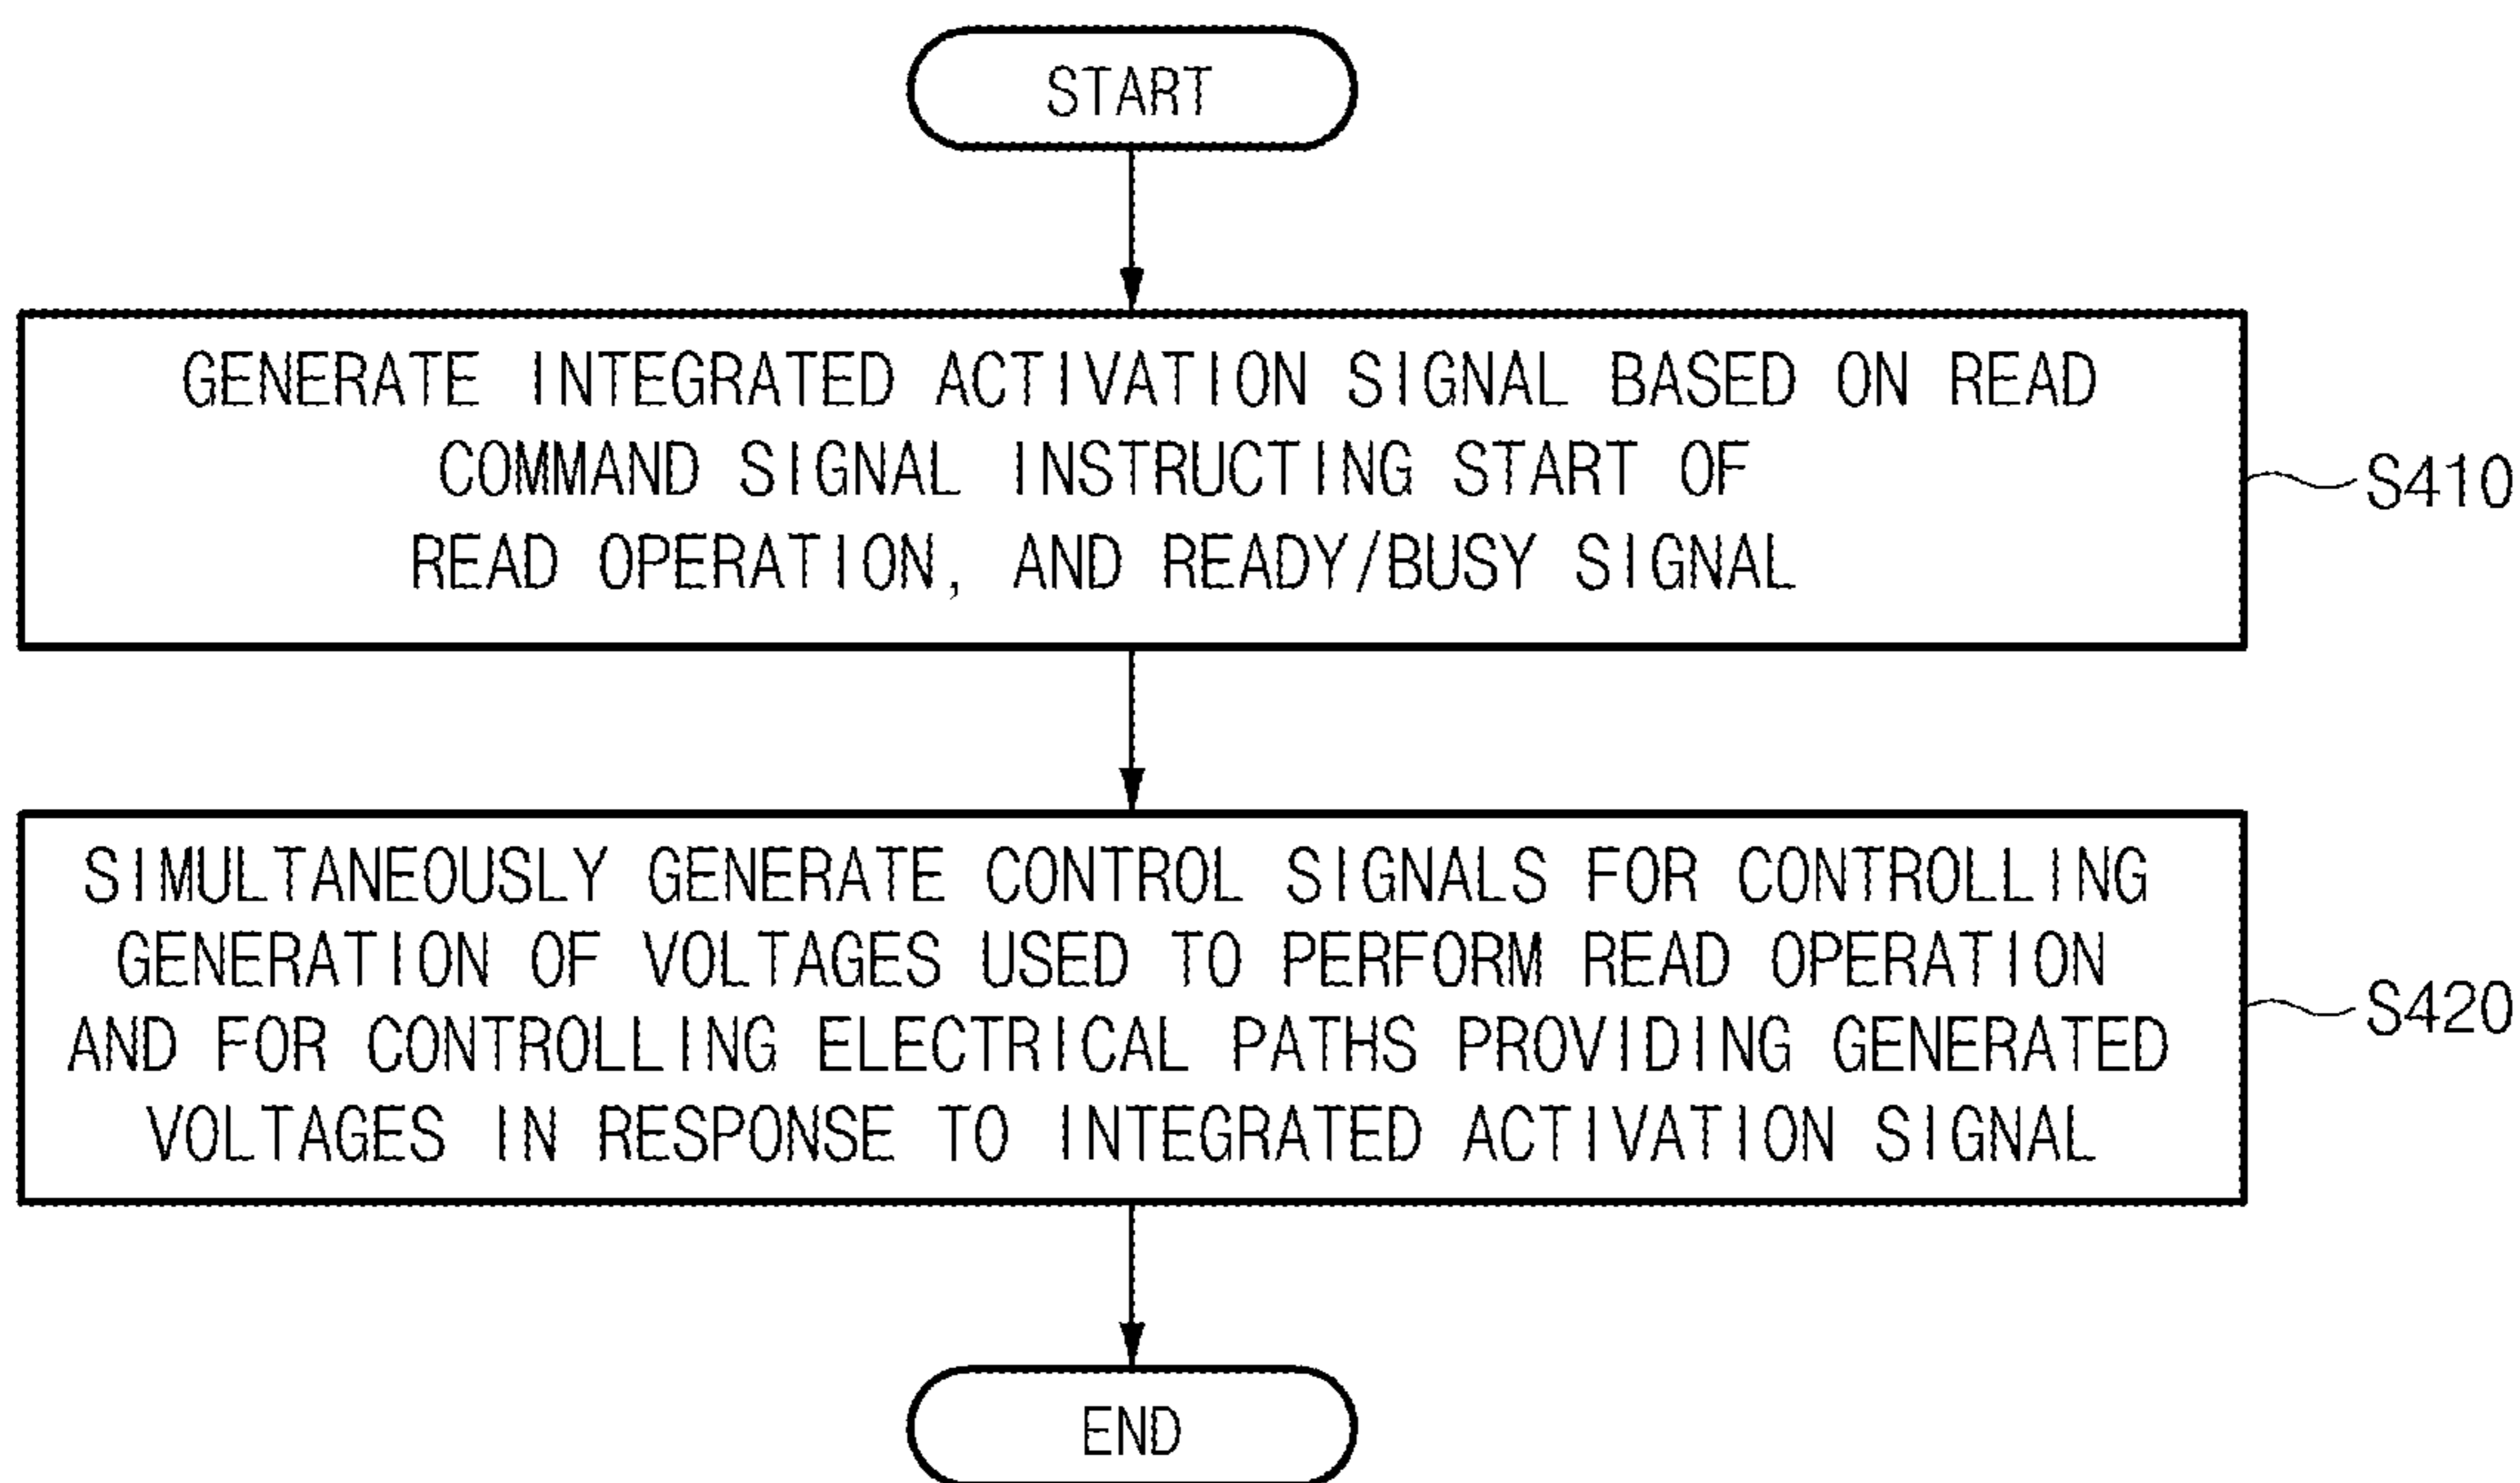 START
GENERATE INTEGRATED ACTIVATION SIGNAL BASED ON READ
COMMAND SIGNAL INSTRUCTING START OF
READ OPERATION, AND READY/BUSY SIGNAL
S410
SIMULTANEOUSLY GENERATE CONTROL SIGNALS FOR CONTROLLING
GENERATION OF VOLTAGES USED TO PERFORM READ OPERATION
AND FOR CONTROLLING ELECTRICAL PATHS PROVIDING GENERATED
VOLTAGES IN RESPONSE TO INTEGRATED ACTIVATION SIGNAL
S420
END